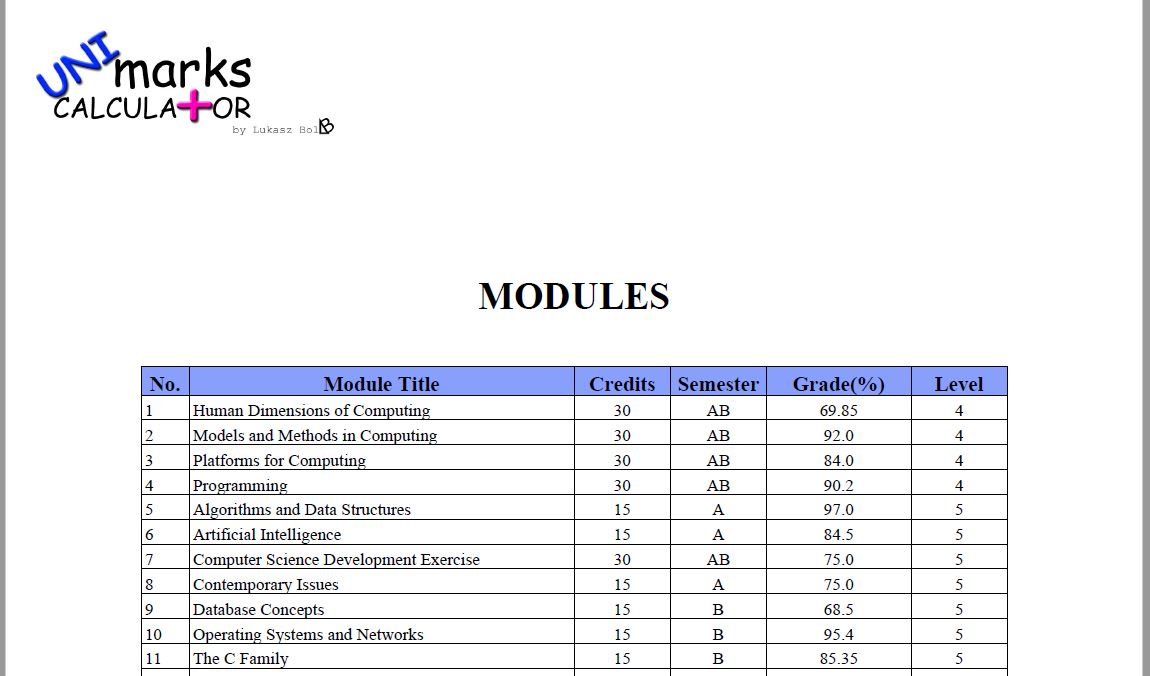 UNI marks
CALCULA+OR
by Lukasz Bol B
MODULES
No. Module Title Credits Semester Grade(%) Level
1 Human Dimensions of Computing 30 AB 69.85 4
2 Models and Methods in Computing 30 AB 92.0 4
3 Platforms for Computing 30 AB 84.0 4
4 Programming 30 AB 90.2 4
5 Algorithms and Data Structures 15 A 97.0 5
6 Artificial Intelligence 15 A 84.5 5
7 Computer Science Development Exercise 30 AB 75.0 5
8 Contemporary Issues 15 A 75.0 5
9 Database Concepts 15 B 68.5 5
10 Operating Systems and Networks 15 B 95.4 5
11 The C Family 15 B 85.35 5